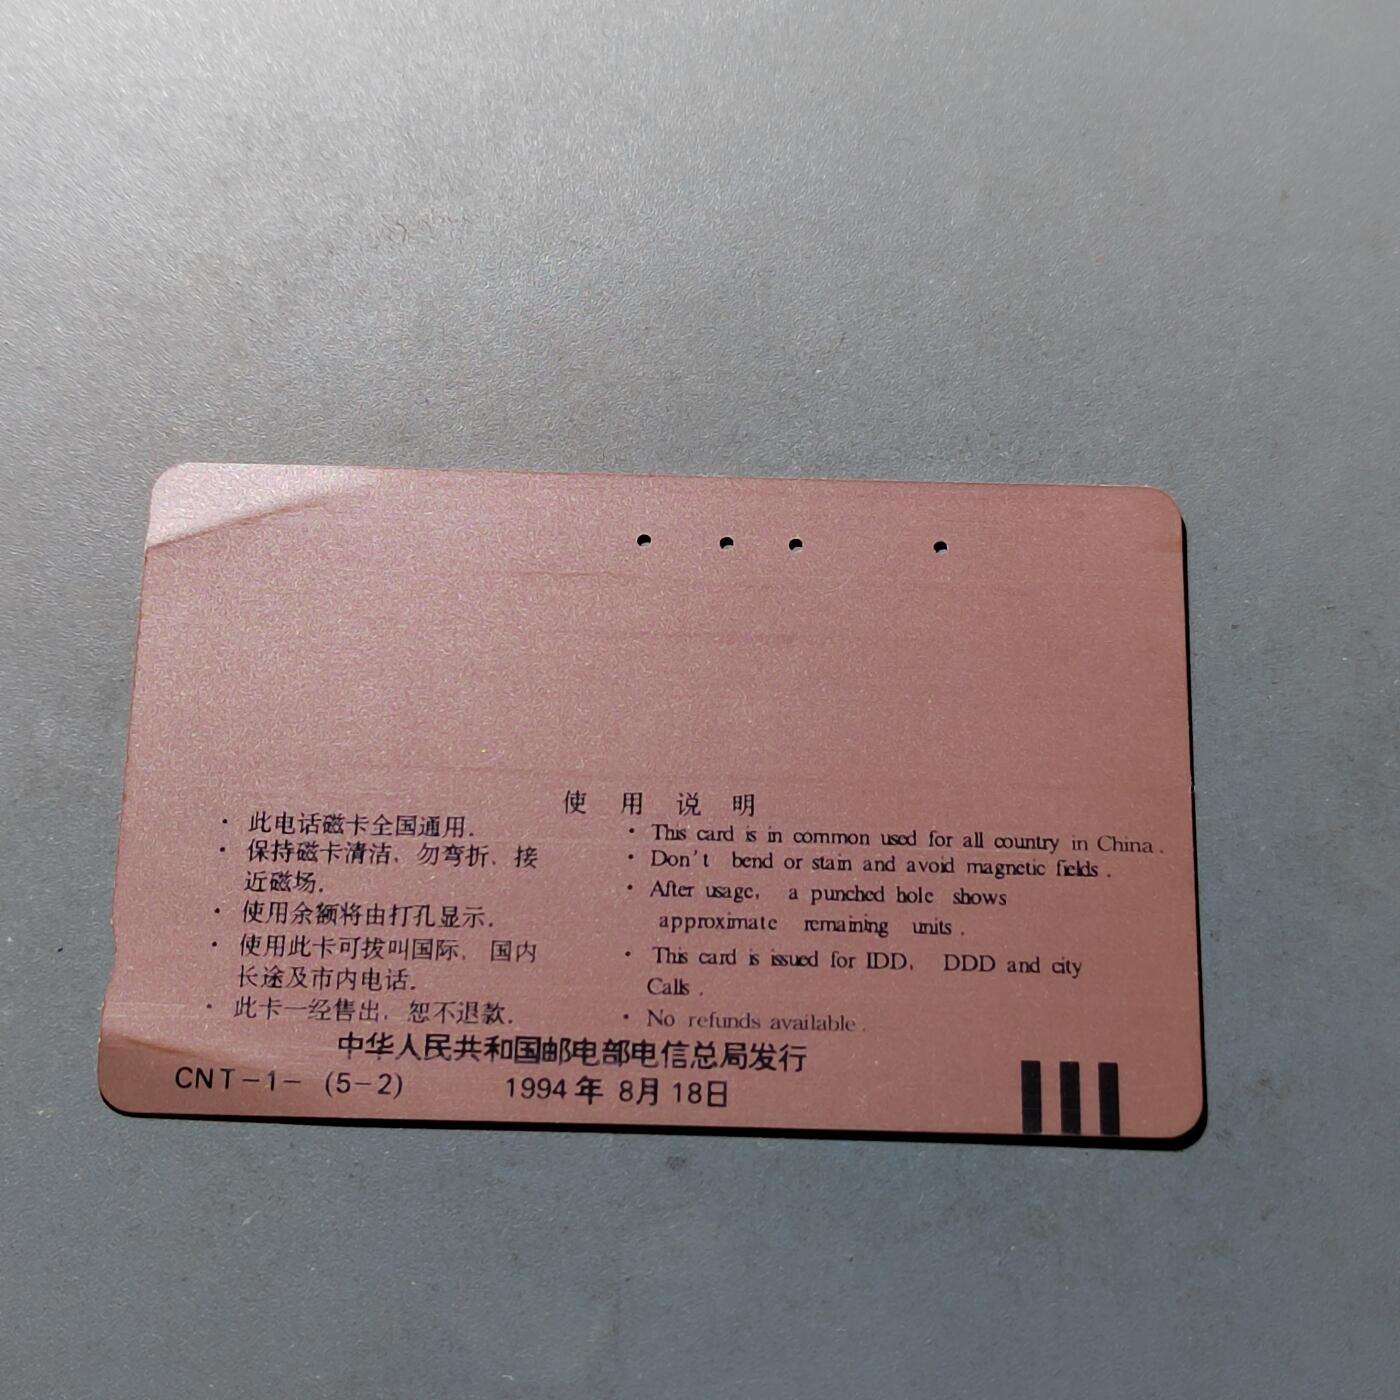 使 用 说 明
· 此电话磁卡全国通用.
· 保持磁卡清洁, 勿弯折, 接
近磁场.
· 使用余额将由打孔显示.
· 使用此卡可拔叫国际, 国内
长途及市内电话.
· 此卡一经售出, 恕不退款.
· This card is in common used for all country in China.
· Don't bend or stain and avoid magnetic fields.
· After usage, a punched hole shows
approximate remaining units.
· This card is issued for IDD, DDD and city
Calls.
· No refunds available.
中华人民共和国邮电部电信总局发行
CNT-1- (5-2) 1994年 8月 18日